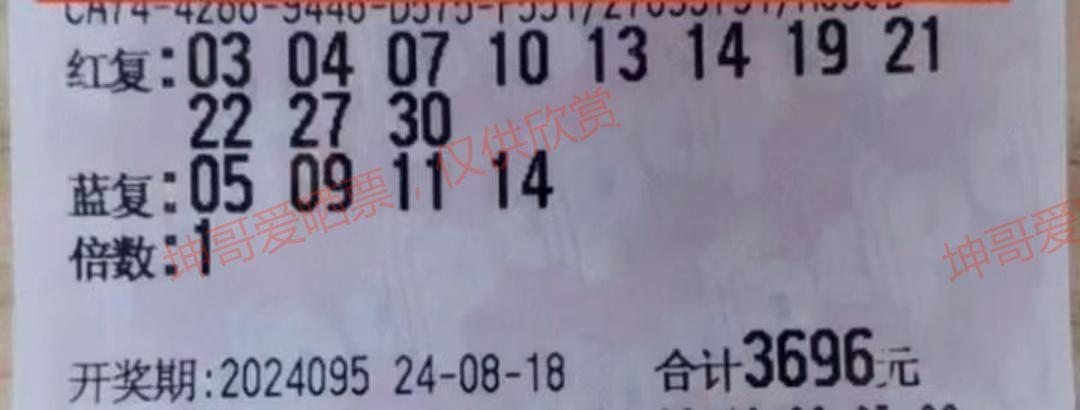 红复:03 04 07 10 13 14 19 21
22 27 30
蓝复:05 09 11 14
倍数:1
坤哥爱晒票，仅供欣赏
坤哥爱
开奖期:2024095 24-08-18 合计3696元